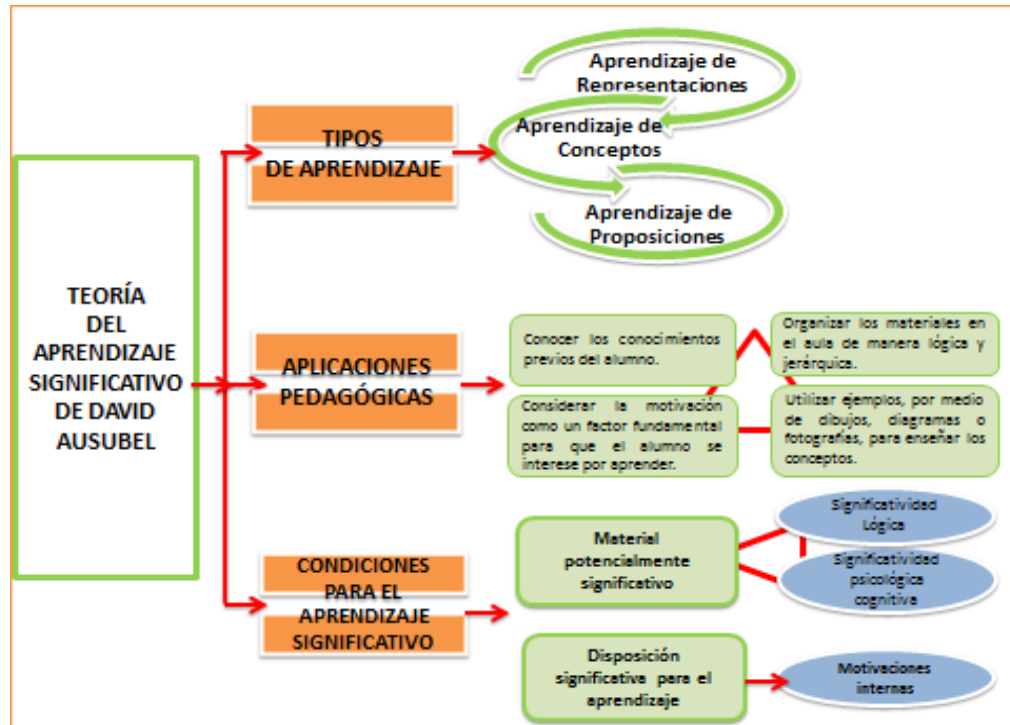 TEORÍA
DEL
APRENDIZAJE
SIGNIFICATIVO
DE DAVID
AUSUBEL
TIPOS
DE APRENDIZAJE
Aprendizaje de
Representaciones
Aprendizaje de
Conceptos
Aprendizaje de
Proposiciones
APLICACIONES
PEDAGÓGICAS
Conocer los conocimientos
previos del alumno.
Organizar los materiales en
el aula de manera lógica y
jerárquica.
Considerar la motivación
como un factor fundamental
para que el alumno se
interese por aprender.
Utilizar ejemplos, por medio
de dibujos, diagramas o
fotografías, para enseñar los
conceptos.
CONDICIONES
PARA EL
APRENDIZAJE
SIGNIFICATIVO
Material
potencialmente
significativo
Significatividad
Lógica
Significatividad
psicológica
cognitiva
Disposición
significativa para el
aprendizaje
Motivaciones
internas